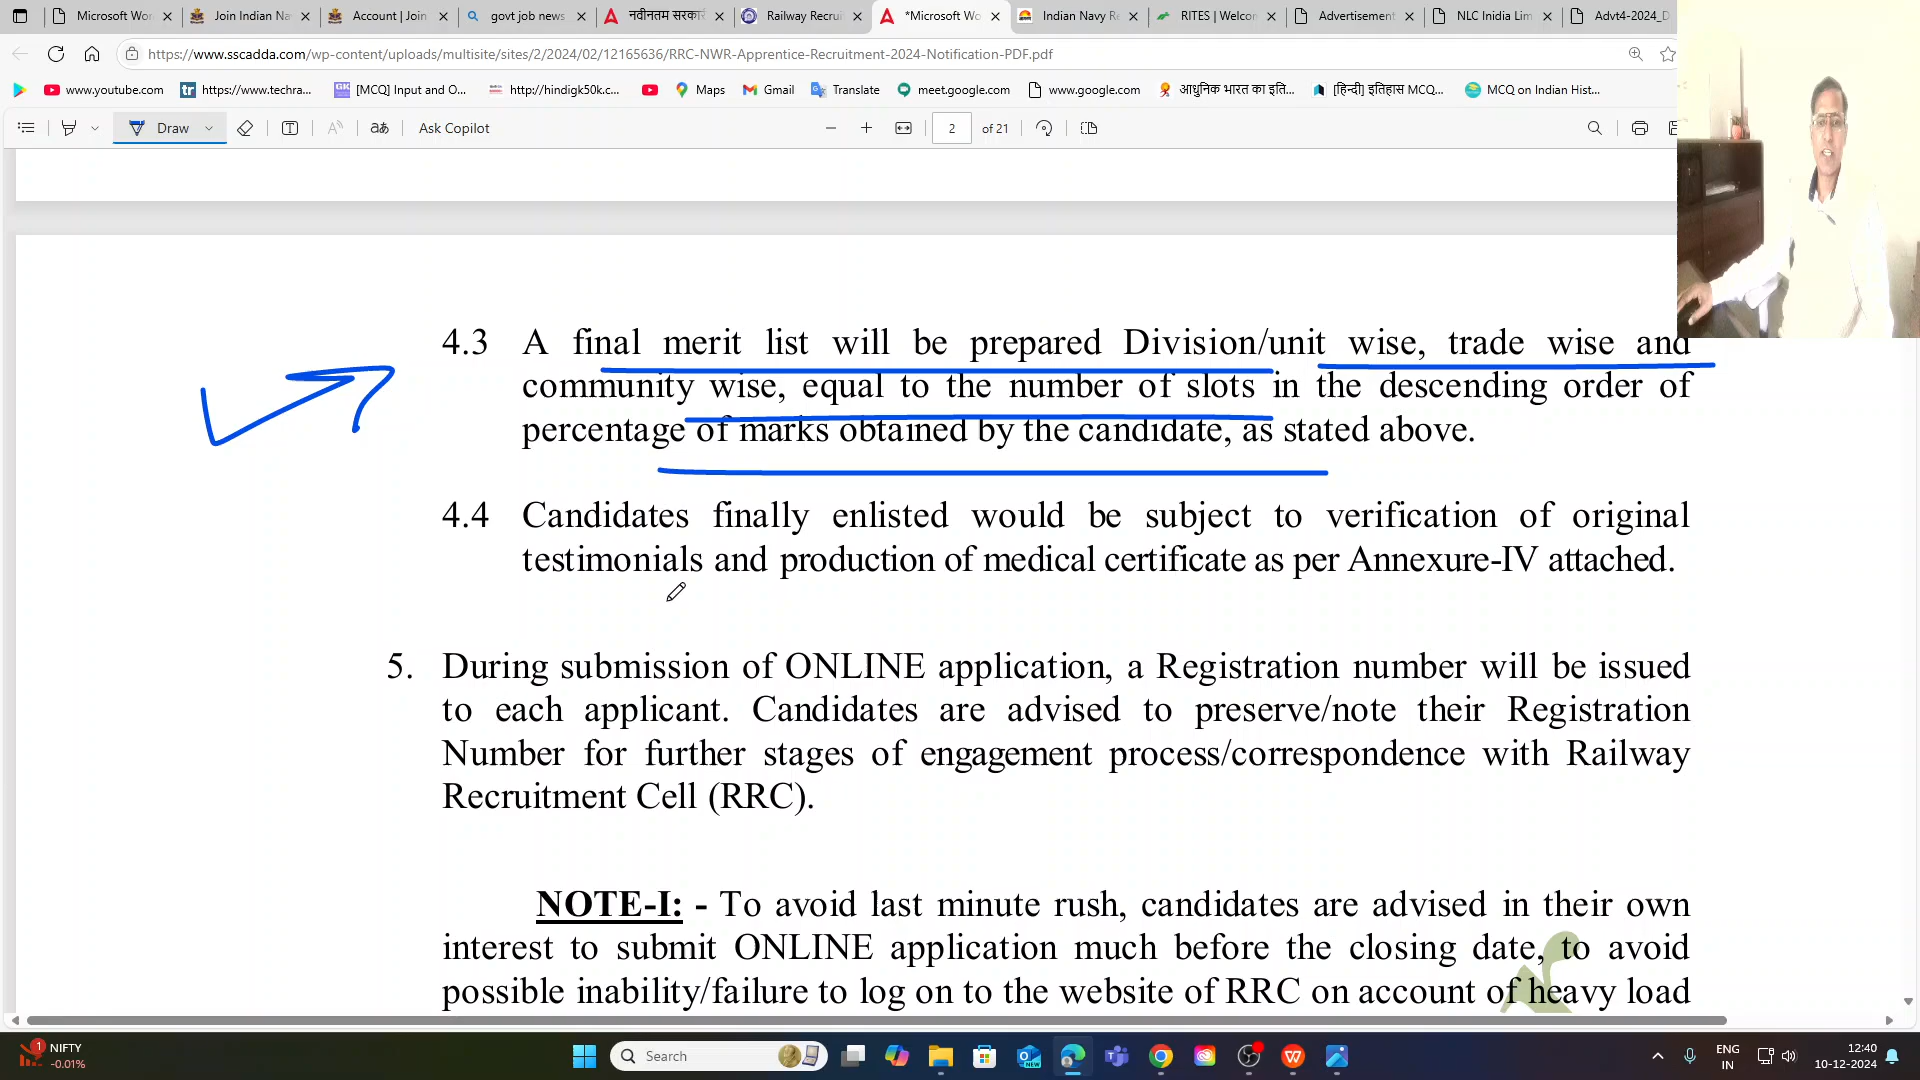 Microsoft Wor
Join Indian Na
Account | Join
govt job news
नवीनतम सरकारी
Railway Recrui
*Microsoft Wo
Indian Navy Re
RITES | Welcon
Advertisement
NLC Inidia Lim
Advt4-2024_D
https://www.sscadda.com/wp-content/uploads/multisite/sites/2/2024/02/12165636/RRC-NWR-Apprentice-Recruitment-2024-Notification-PDF.pdf
www.youtube.com
https://www.techra...
[MCQ] Input and O...
http://hindigk50k.c...
Maps
Gmail
Translate
meet.google.com
www.google.com
आधुनिक भारत का इति...
[हिन्दी] इतिहास MCQ...
MCQ on Indian Hist...
Draw
Ask Copilot
2 of 21
4.3 A final merit list will be prepared Division/unit wise, trade wise and
community wise, equal to the number of slots in the descending order of
percentage of marks obtained by the candidate, as stated above.
4.4 Candidates finally enlisted would be subject to verification of original
testimonials and production of medical certificate as per Annexure-IV attached.
5. During submission of ONLINE application, a Registration number will be issued
to each applicant. Candidates are advised to preserve/note their Registration
Number for further stages of engagement process/correspondence with Railway
Recruitment Cell (RRC).
NOTE-I: - To avoid last minute rush, candidates are advised in their own
interest to submit ONLINE application much before the closing date, to avoid
possible inability/failure to log on to the website of RRC on account of heavy load
1
NIFTY
-0.01%
Search
ENG
IN
12:40
10-12-2024